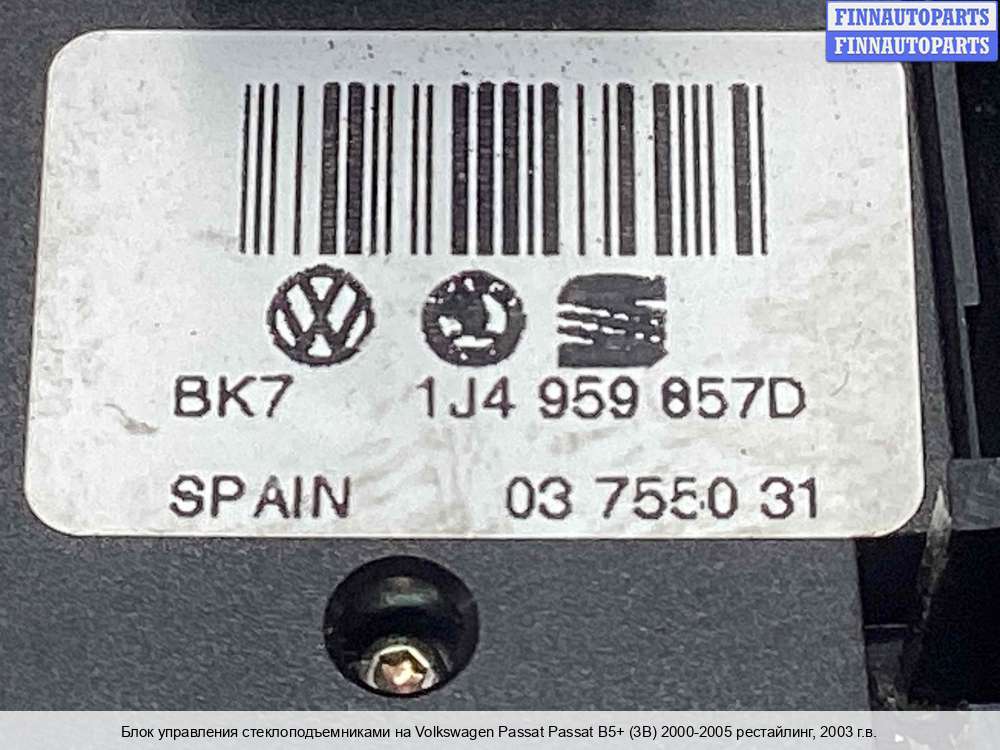 FINNAUTOPARTS
FINNAUTOPARTS
BK7 1J4 959 857D
SPAIN 03 7550 31
Блок управления стеклоподъемниками на Volkswagen Passat Passat B5+ (3B) 2000-2005 рестайлинг, 2003 г.в.